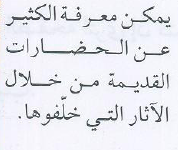 يمكن معرفة الكثير
عن الحضارات
القديمة من خلال
الآثار التي خلّفوها.